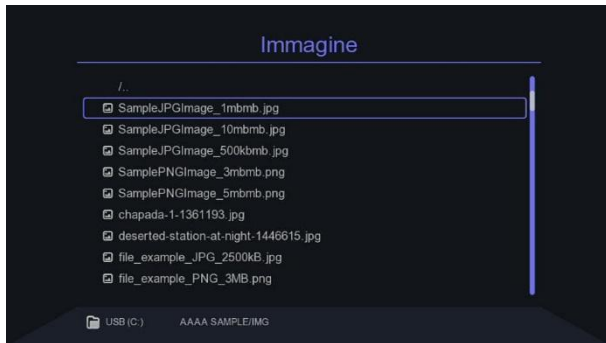 Immagine
/..
SampleJPGImage_1mbmb.jpg
SampleJPGImage_10mbmb.jpg
SampleJPGImage_500kbmb.jpg
SamplePNGImage_3mbmb.png
SamplePNGImage_5mbmb.png
chapada-1-1361193.jpg
deserted-station-at-night-1446615.jpg
file_example_JPG_2500kB.jpg
file_example_PNG_3MB.png
USB (C:) AAAA SAMPLE/IMG